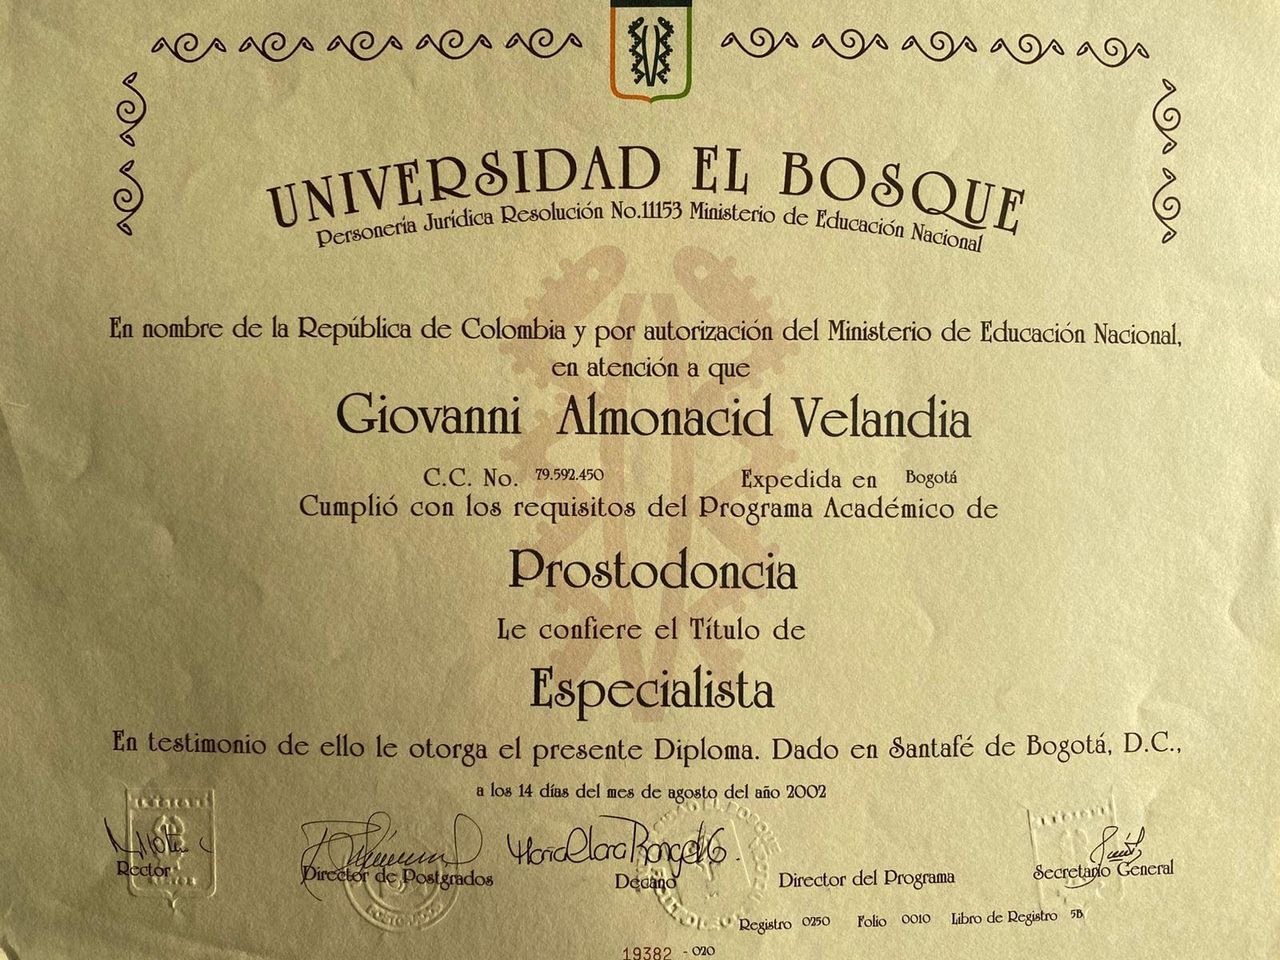 UNIVERSIDAD EL BOSQUE
Personería Jurídica Resolución No.11153 Ministerio de Educación Nacional
En nombre de la República de Colombia y por autorización del Ministerio de Educación Nacional,
en atención a que
Giovanni Almonacid Velandia
C.C. No. 79.592.450 Expedida en Bogotá
Cumplió con los requisitos del Programa Académico de
Prostodoncia
Le confiere el Título de
Especialista
En testimonio de ello le otorga el presente Diploma. Dado en Santafé de Bogotá, D.C.,
a los 14 días del mes de agosto del año 2002
Rector
Director de Postgrados
Decano
Director del Programa
Secretario General
Registro 0250 Folio 0010 Libro de Registro 5B
19382 - 020